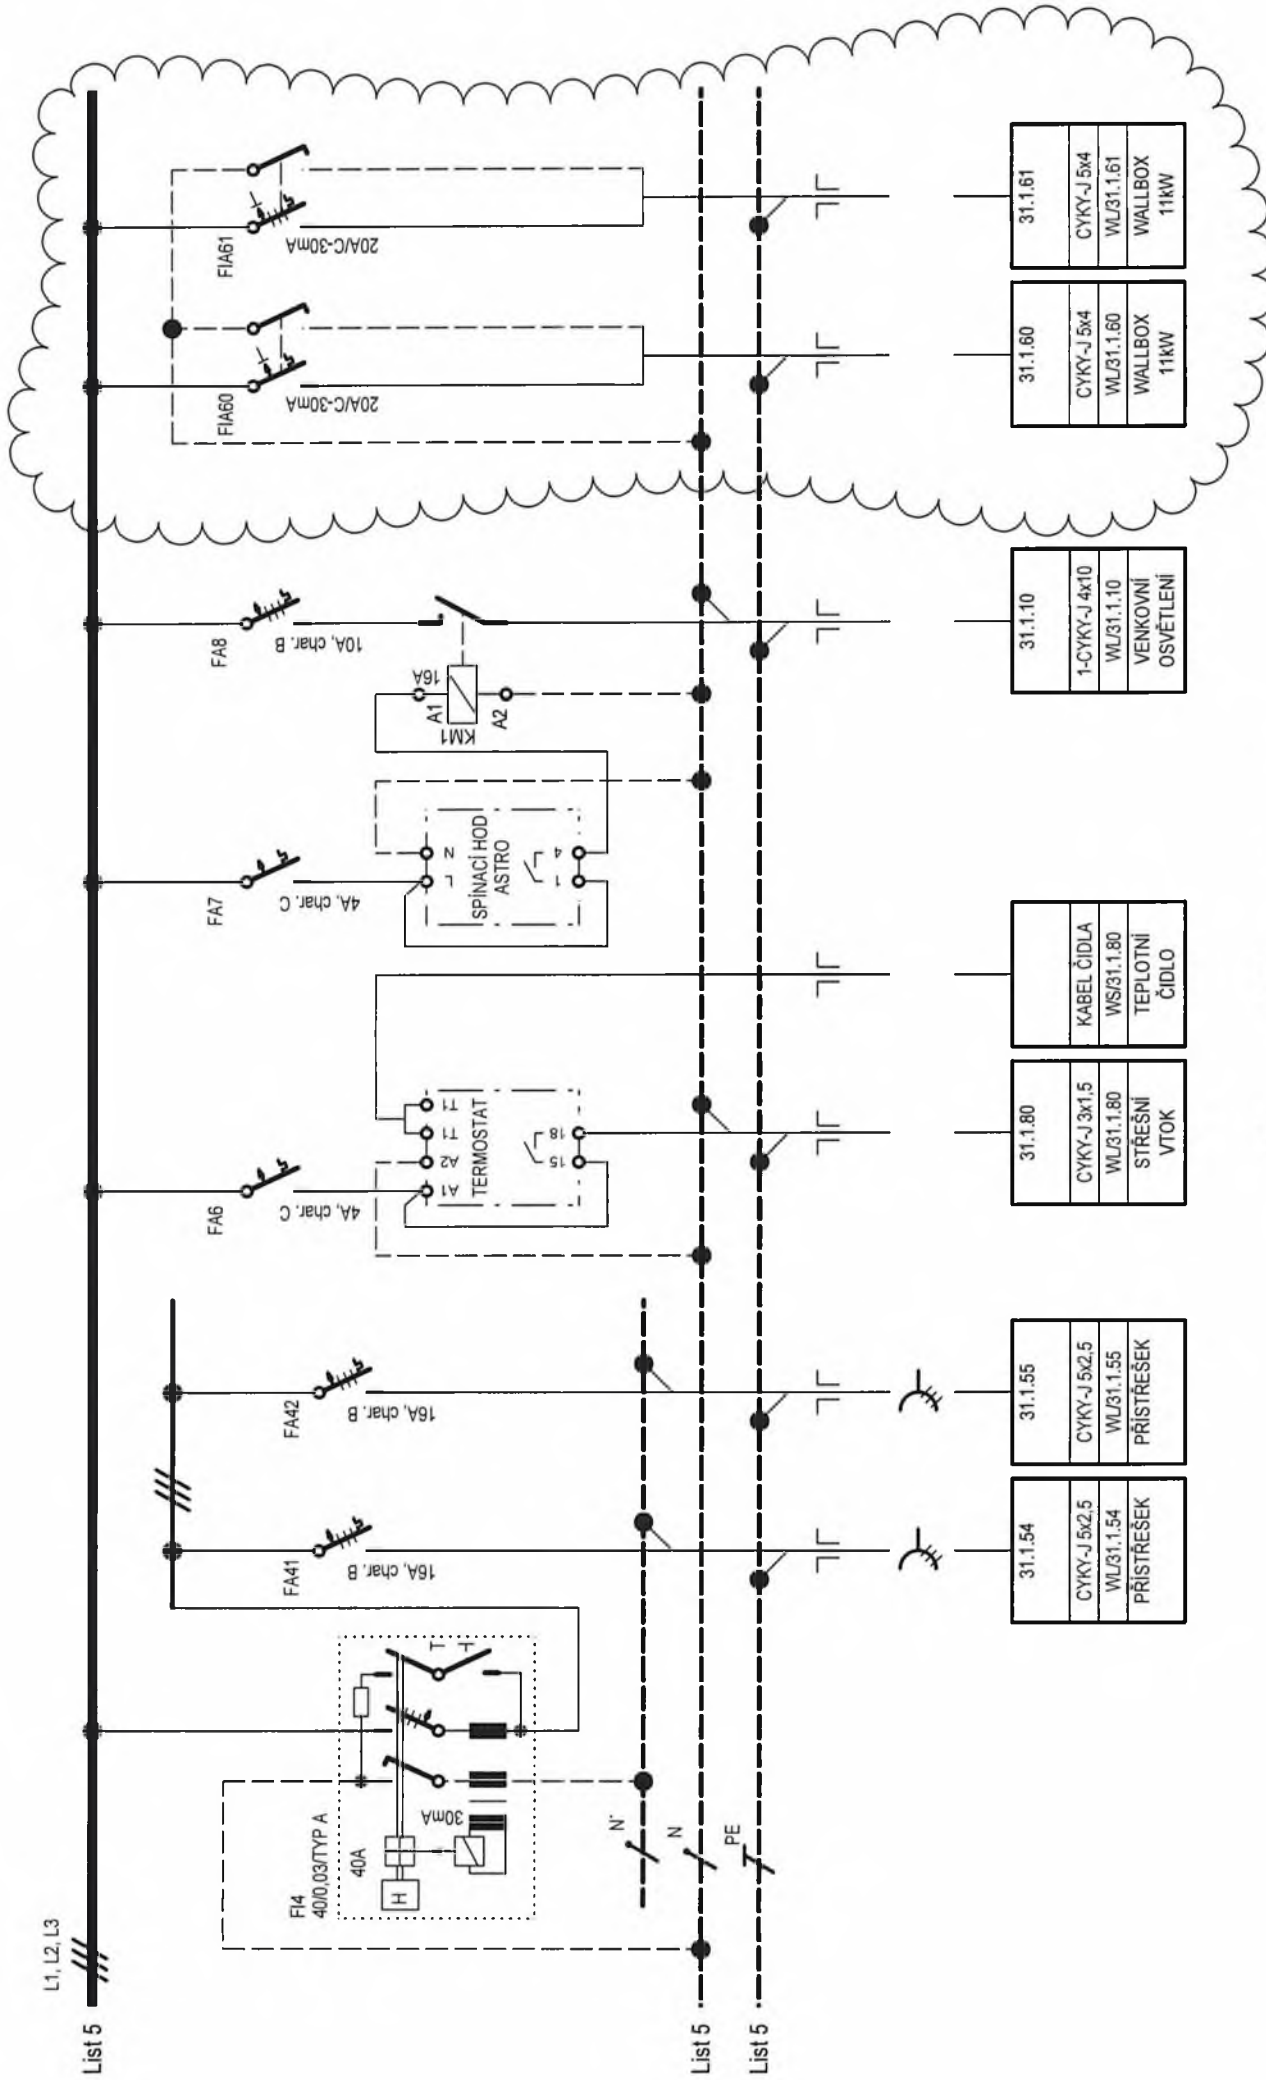 List 5
L1, L2, L3
List 5
List 5
N'
N
PE
FI4
40/0,03/TYP A
40A
30mA
H
T
FA41
16A, char. B
FA42
16A, char. B
FA6
4A, char. C
A1
A2
T1
T1
TERMOSTAT
15
18
FA7
4A, char. C
L
N
SPÍNACÍ HOD
ASTRO
1
4
FA8
10A, char. B
KM1
A1
16A
A2
FIA60
20A/C-30mA
FIA61
20A/C-30mA
31.1.54
CYKY-J 5x2,5
WL/31.1.54
PŘÍSTŘEŠEK
31.1.55
CYKY-J 5x2,5
WL/31.1.55
PŘÍSTŘEŠEK
31.1.80
CYKY-J 3x1,5
WL/31.1.80
STŘEŠNÍ
VTOK
KABEL ČIDLA
WS/31.1.80
TEPLOTNÍ
ČIDLO
31.1.10
1-CYKY-J 4x10
WL/31.1.10
VENKOVNÍ
OSVĚTLENÍ
31.1.60
CYKY-J 5x4
WL/31.1.60
WALLBOX
11kW
31.1.61
CYKY-J 5x4
WL/31.1.61
WALLBOX
11kW